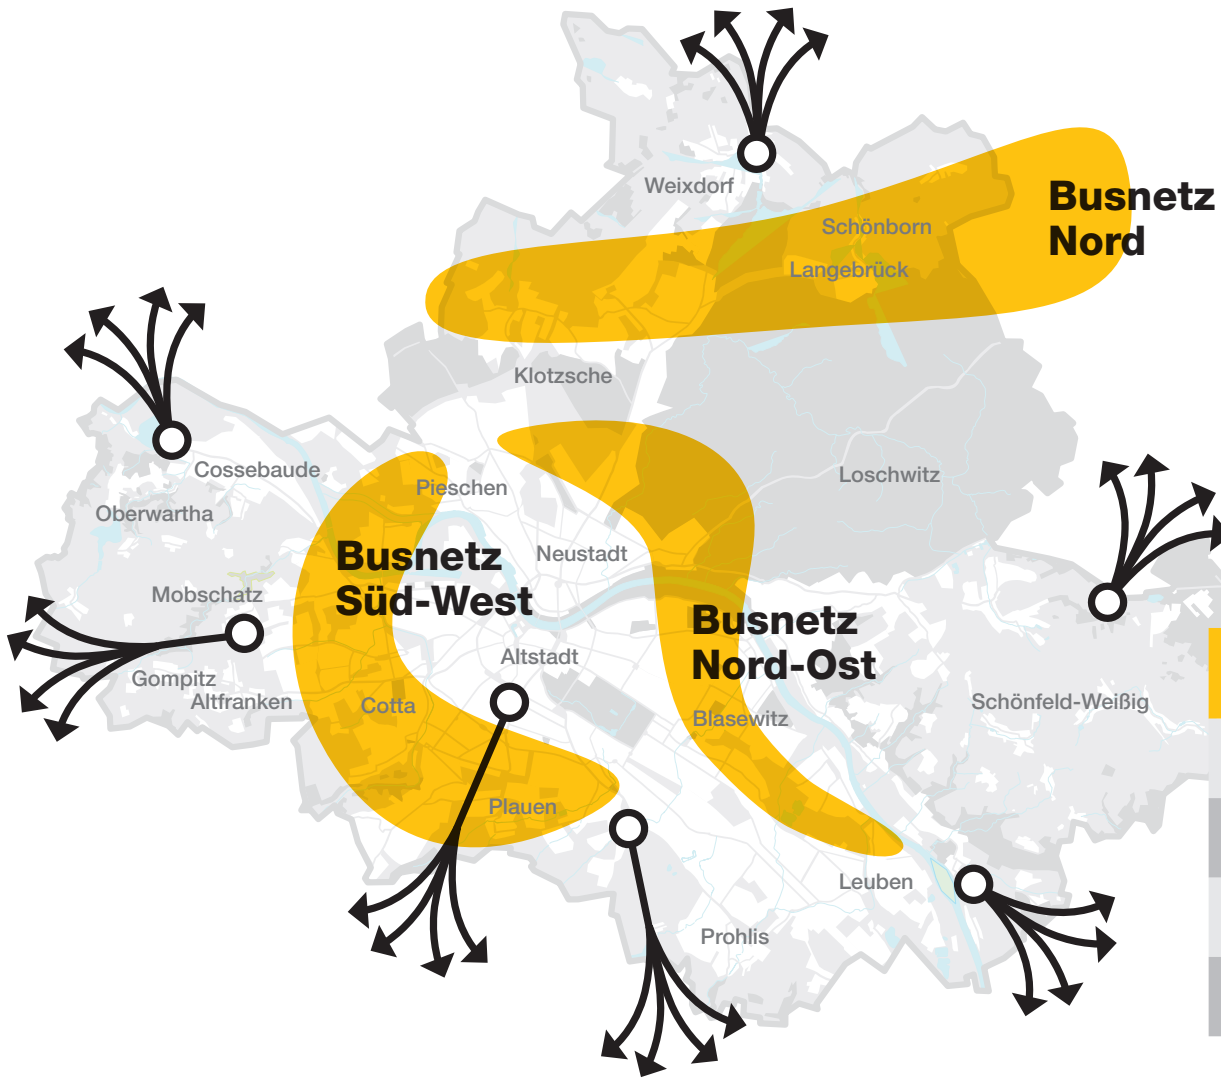 Weixdorf
Busnetz
Nord
Schönborn
Langebrück
Klotzsche
Cossebaude
Pieschen
Loschwitz
Oberwartha
Neustadt
Busnetz
Süd-West
Mobschatz
Busnetz
Nord-Ost
Altstadt
Gompitz
Altfranken
Cotta
Blasewitz
Schönfeld-Weißig
Plauen
Leuben
Prohlis